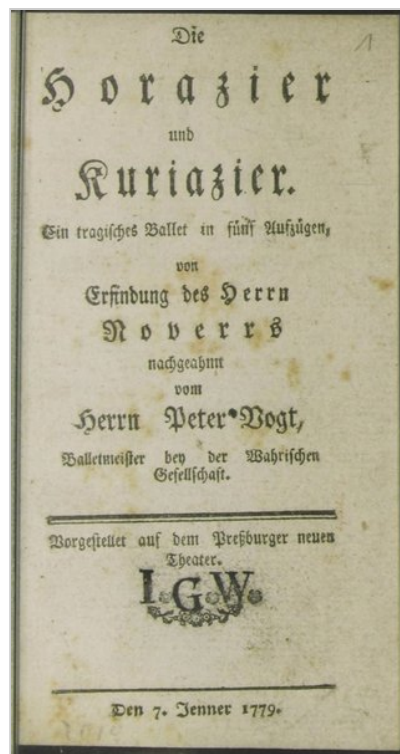 1
Die
Horazier
und
Kuriazier.
Ein tragisches Ballet in fünf Aufzügen,
von
Erfindung des Herrn
Noverrs
nachgeahmt
vom
Herrn Peter Vogt,
Balletmeister bey der Wahrischen
Gesellschaft.
Vorgestellet auf dem Preßburger neuen
Theater.
I.G.W.
Den 7. Jenner 1779.